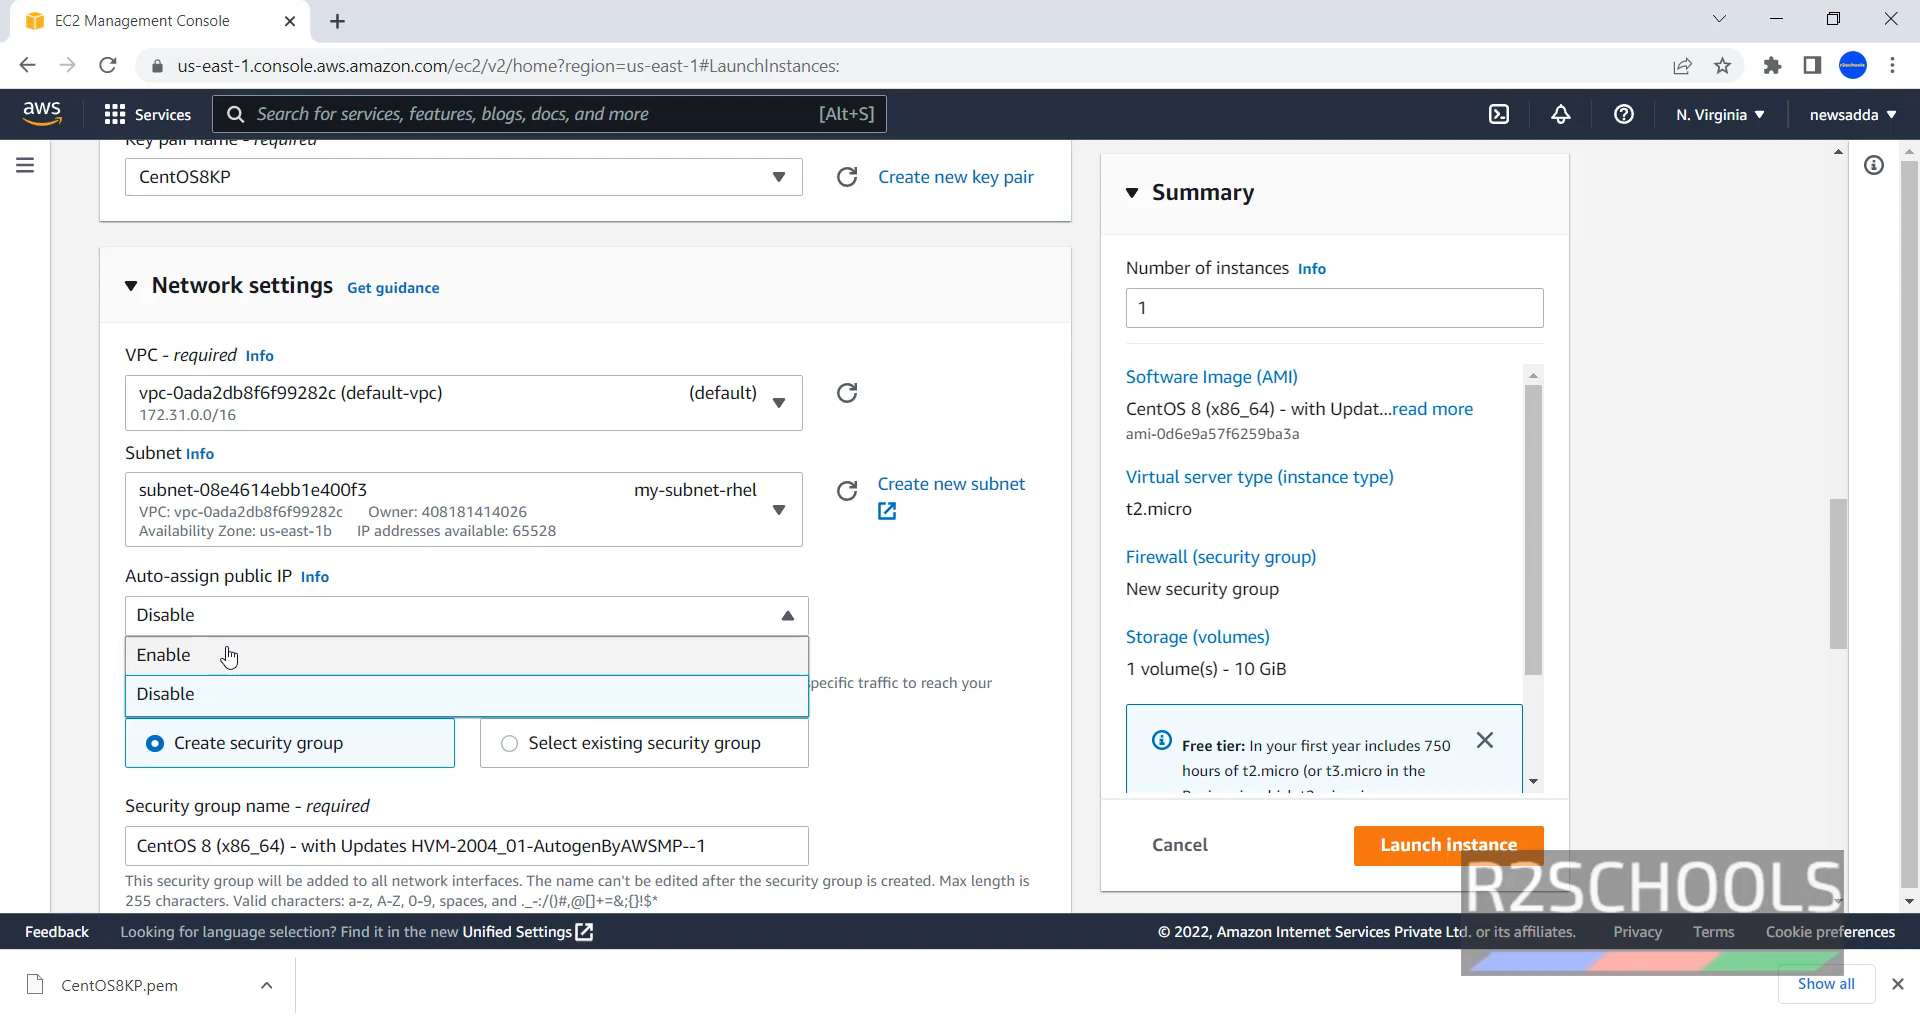 EC2 Management Console
us-east-1.console.aws.amazon.com/ec2/v2/home?region=us-east-1#LaunchInstances:
r2schools
aws Services Search for services, features, blogs, docs, and more [Alt+S] N. Virginia newsadda
Key pair name - required
CentOS8KP Create new key pair
Network settings Get guidance
VPC - required Info
vpc-0ada2db8f6f99282c (default-vpc) (default)
172.31.0.0/16
Subnet Info
subnet-08e4614ebb1e400f3 my-subnet-rhel
VPC: vpc-0ada2db8f6f99282c Owner: 408181414026
Availability Zone: us-east-1b IP addresses available: 65528
Create new subnet
Auto-assign public IP Info
Disable
Enable
Disable
specific traffic to reach your
Create security group Select existing security group
Security group name - required
CentOS 8 (x86_64) - with Updates HVM-2004_01-AutogenByAWSMP--1
This security group will be added to all network interfaces. The name can't be edited after the security group is created. Max length is
255 characters. Valid characters: a-z, A-Z, 0-9, spaces, and ._-:/()#,@[]+=&;{}!$*
Summary
Number of instances Info
1
Software Image (AMI)
CentOS 8 (x86_64) - with Updat...read more
ami-0d6e9a57f6259ba3a
Virtual server type (instance type)
t2.micro
Firewall (security group)
New security group
Storage (volumes)
1 volume(s) - 10 GiB
Free tier: In your first year includes 750
hours of t2.micro (or t3.micro in the
Cancel Launch instance
R2SCHOOLS
Feedback Looking for language selection? Find it in the new Unified Settings © 2022, Amazon Internet Services Private Ltd. or its affiliates. Privacy Terms Cookie preferences
CentOS8KP.pem Show all